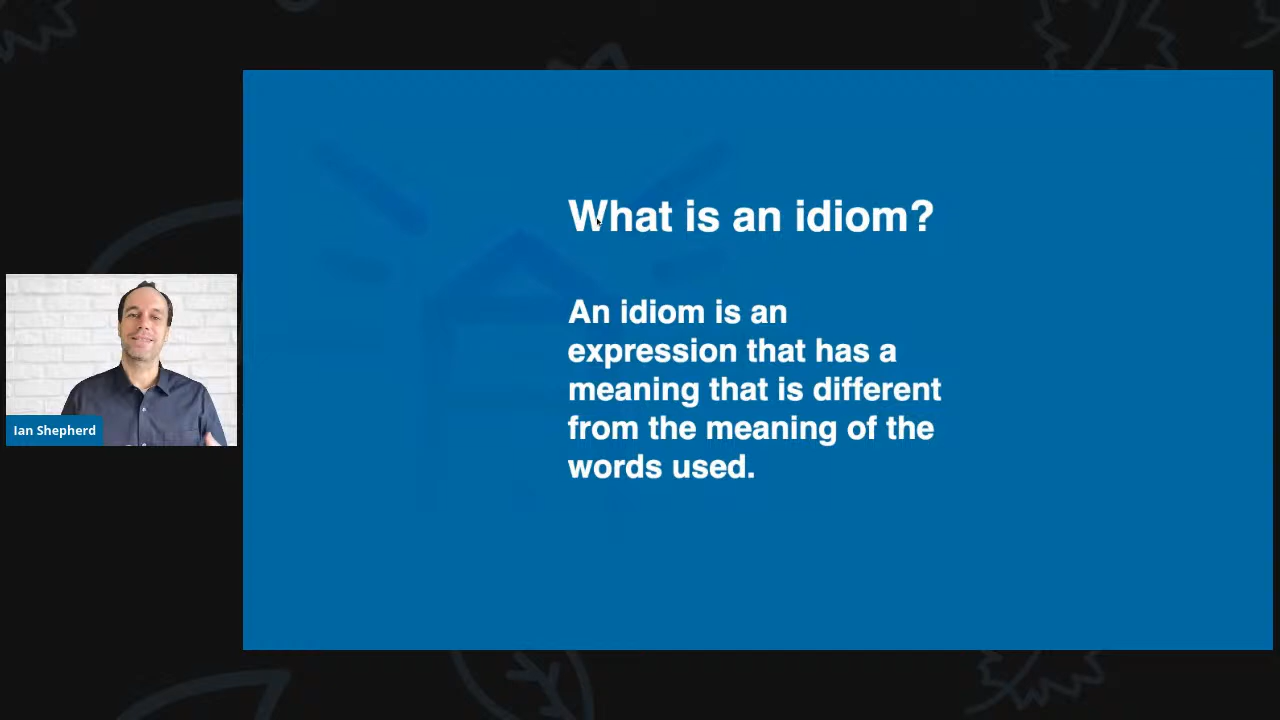 What is an idiom?
An idiom is an
expression that has a
meaning that is different
from the meaning of the
words used.
Ian Shepherd